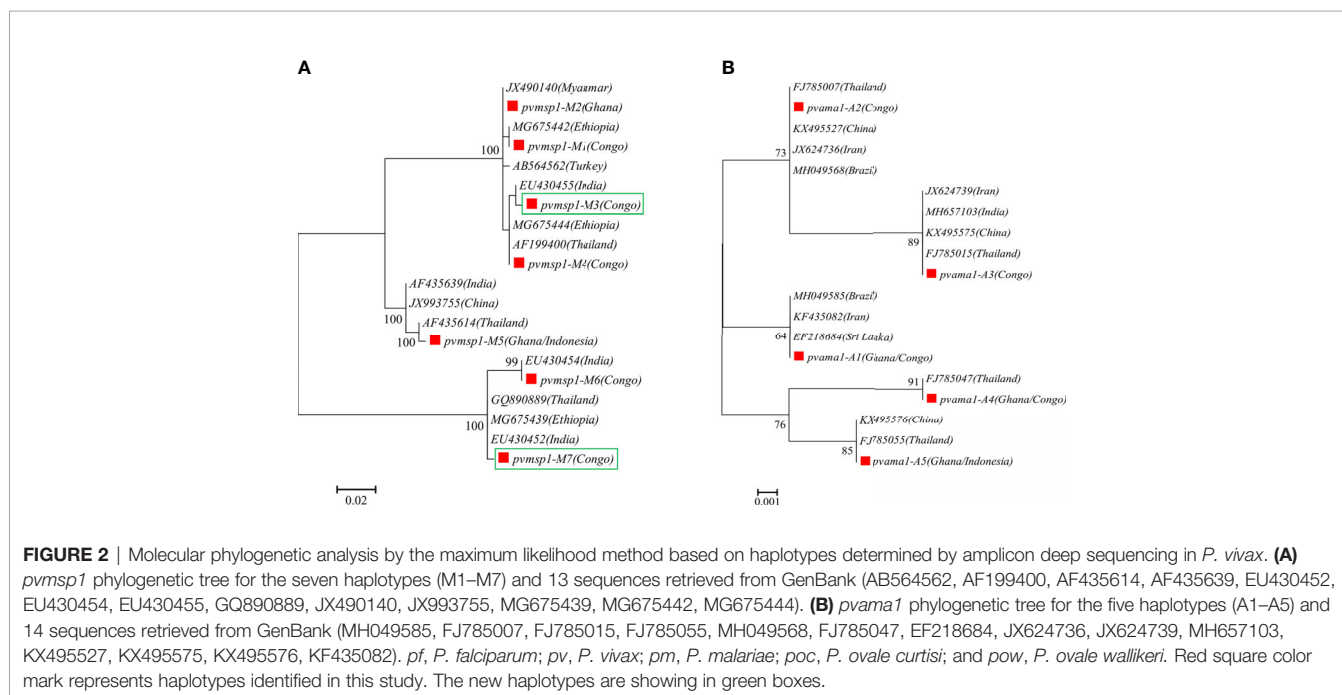 A
JX490140(Myanmar)
pvmsp1-M2(Ghana)
MG675442(Ethiopia)
pvmsp1-M1(Congo)
100
AB564562(Turkey)
EU430455(India)
pvmsp1-M3(Congo)
MG675444(Ethiopia)
AF199400(Thailand)
pvmsp1-M4(Congo)
AF435639(India)
JX993755(China)
100
AF435614(Thailand)
100
pvmsp1-M5(Ghana/Indonesia)
99
EU430454(India)
pvmsp1-M6(Congo)
GQ890889(Thailand)
100
MG675439(Ethiopia)
EU430452(India)
pvmsp1-M7(Congo)
0.02
B
FJ785007(Thailand)
pvama1-A2(Congo)
KX495527(China)
73
JX624736(Iran)
MH049568(Brazil)
JX624739(Iran)
MH657103(India)
KX495575(China)
89
FJ785015(Thailand)
pvama1-A3(Congo)
MH049585(Brazil)
KF435082(Iran)
64
EF218684(Sri Lanka)
pvama1-A1(Ghana/Congo)
91
FJ785047(Thailand)
pvama1-A4(Ghana/Congo)
76
KX495576(China)
FJ785055(Thailand)
85
pvama1-A5(Ghana/Indonesia)
0.001
FIGURE 2 | Molecular phylogenetic analysis by the maximum likelihood method based on haplotypes determined by amplicon deep sequencing in P. vivax. (A)
pvmsp1 phylogenetic tree for the seven haplotypes (M1–M7) and 13 sequences retrieved from GenBank (AB564562, AF199400, AF435614, AF435639, EU430452,
EU430454, EU430455, GQ890889, JX490140, JX993755, MG675439, MG675442, MG675444). (B) pvama1 phylogenetic tree for the five haplotypes (A1–A5) and
14 sequences retrieved from GenBank (MH049585, FJ785007, FJ785015, FJ785055, MH049568, FJ785047, EF218684, JX624736, JX624739, MH657103,
KX495527, KX495575, KX495576, KF435082). pf, P. falciparum; pv, P. vivax; pm, P. malariae; poc, P. ovale curtisi; and pow, P. ovale wallikeri. Red square color
mark represents haplotypes identified in this study. The new haplotypes are showing in green boxes.